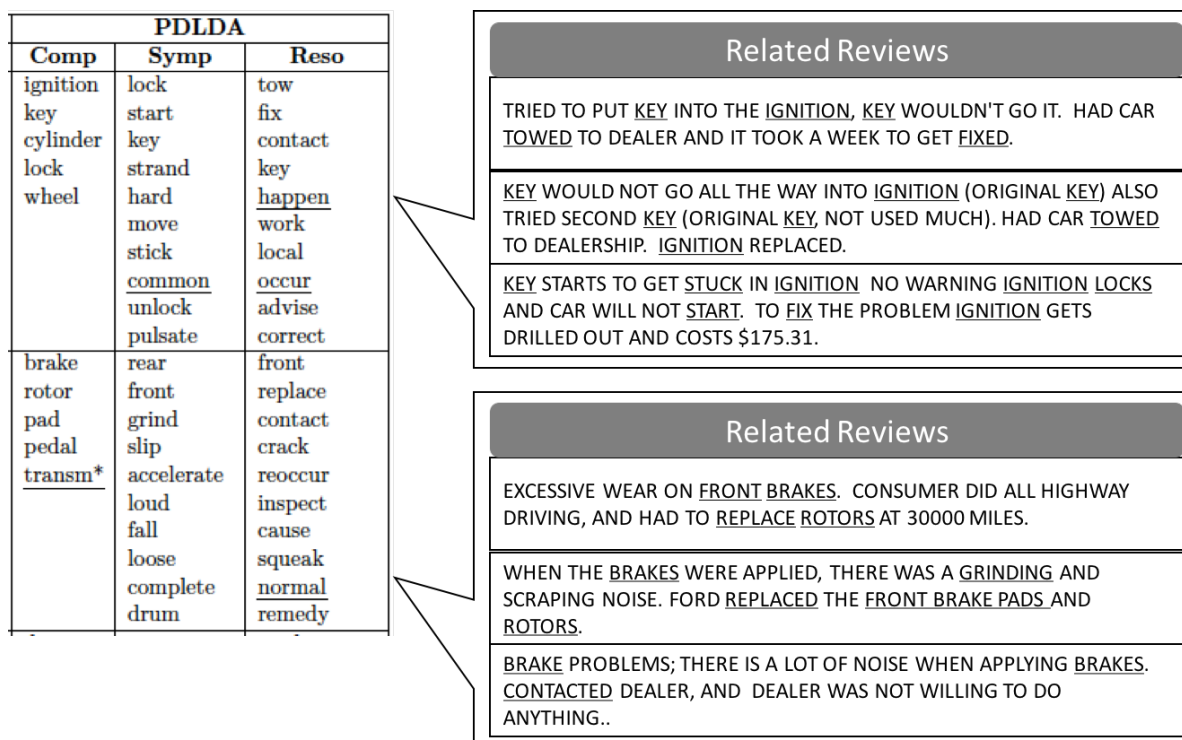 PDLDA
Comp Symp Reso
ignition lock tow
key start fix
cylinder key contact
lock strand key
wheel hard happen
move work
stick local
common occur
unlock advise
pulsate correct
brake rear front
rotor front replace
pad grind contact
pedal slip crack
transm* accelerate reoccur
loud inspect
fall cause
loose squeak
complete normal
drum remedy
Related Reviews
TRIED TO PUT KEY INTO THE IGNITION, KEY WOULDN'T GO IT. HAD CAR
TOWED TO DEALER AND IT TOOK A WEEK TO GET FIXED.
KEY WOULD NOT GO ALL THE WAY INTO IGNITION (ORIGINAL KEY) ALSO
TRIED SECOND KEY (ORIGINAL KEY, NOT USED MUCH). HAD CAR TOWED
TO DEALERSHIP. IGNITION REPLACED.
KEY STARTS TO GET STUCK IN IGNITION NO WARNING IGNITION LOCKS
AND CAR WILL NOT START. TO FIX THE PROBLEM IGNITION GETS
DRILLED OUT AND COSTS $175.31.
Related Reviews
EXCESSIVE WEAR ON FRONT BRAKES. CONSUMER DID ALL HIGHWAY
DRIVING, AND HAD TO REPLACE ROTORS AT 30000 MILES.
WHEN THE BRAKES WERE APPLIED, THERE WAS A GRINDING AND
SCRAPING NOISE. FORD REPLACED THE FRONT BRAKE PADS AND
ROTORS.
BRAKE PROBLEMS; THERE IS A LOT OF NOISE WHEN APPLYING BRAKES.
CONTACTED DEALER, AND DEALER WAS NOT WILLING TO DO
ANYTHING..